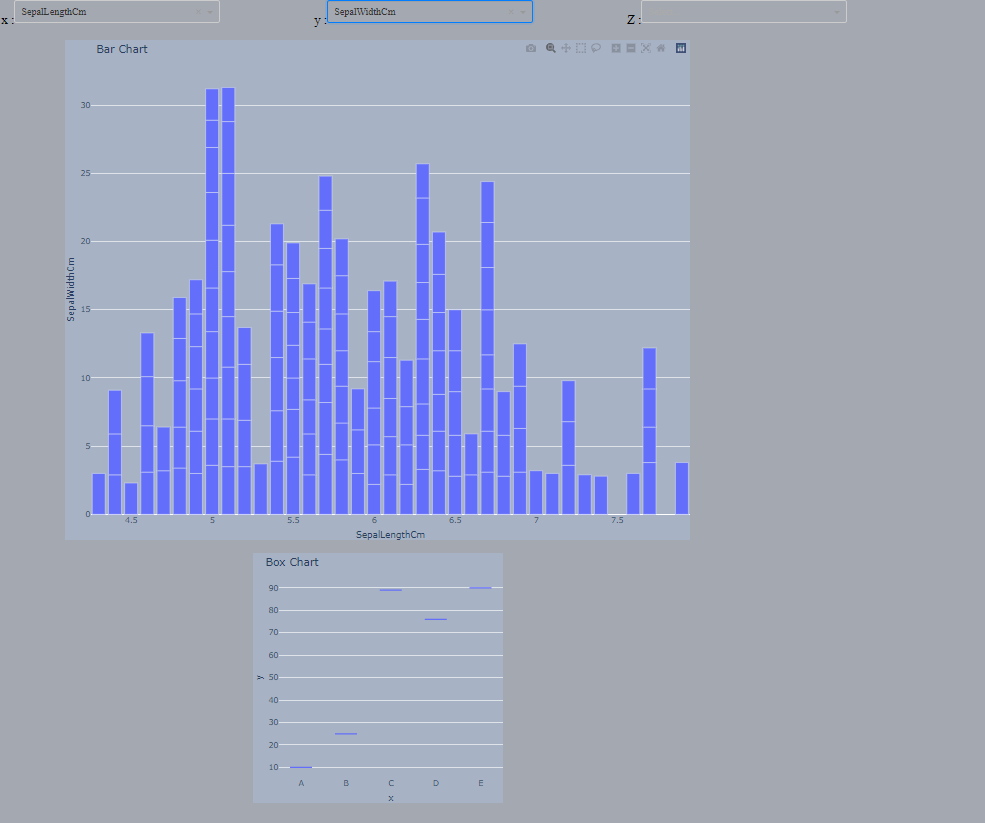 x : SepalLengthCm × y : SepalWidthCm × Z :
Bar Chart
30
25
20
15
10
5
0
SepalWidthCm
4.5 5 5.5 6 6.5 7 7.5
SepalLengthCm
Box Chart
90
80
70
60
50
40
30
20
10
y
A B C D E
x